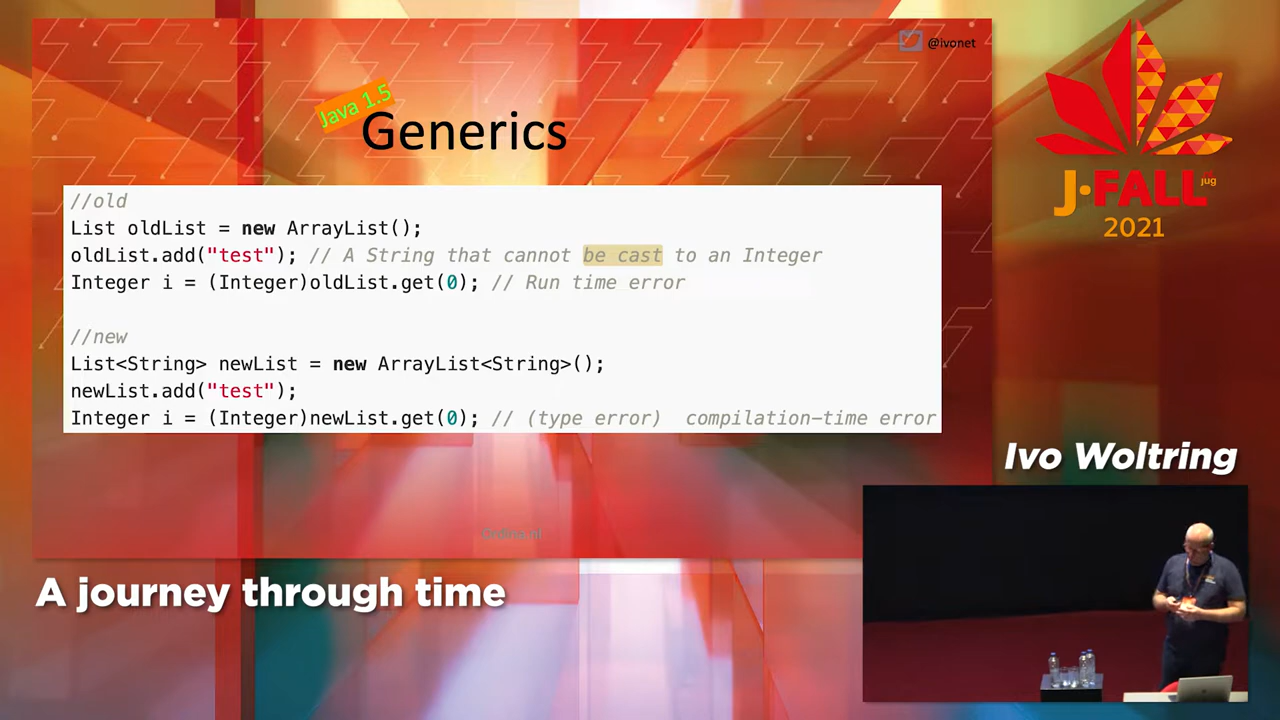 @ivonet
Java 1.5
Generics
//old
List oldList = new ArrayList();
oldList.add("test"); // A String that cannot be cast to an Integer
Integer i = (Integer)oldList.get(0); // Run time error
//new
List<String> newList = new ArrayList<String>();
newList.add("test");
Integer i = (Integer)newList.get(0); // (type error)  compilation-time error
Ordina.nl
J•FALL
nl
jug
2021
Ivo Woltring
A journey through time